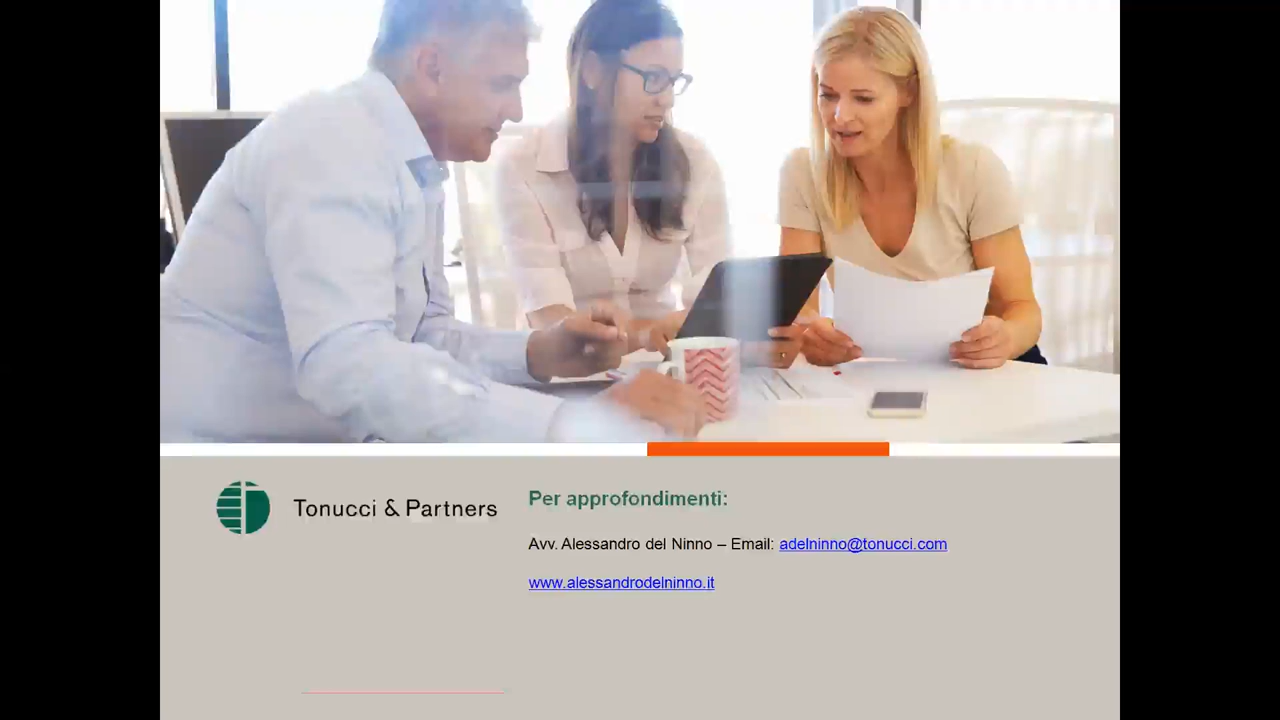 Tonucci & Partners
Per approfondimenti:
Avv. Alessandro del Ninno – Email: adelninno@tonucci.com
www.alessandrodelninno.it